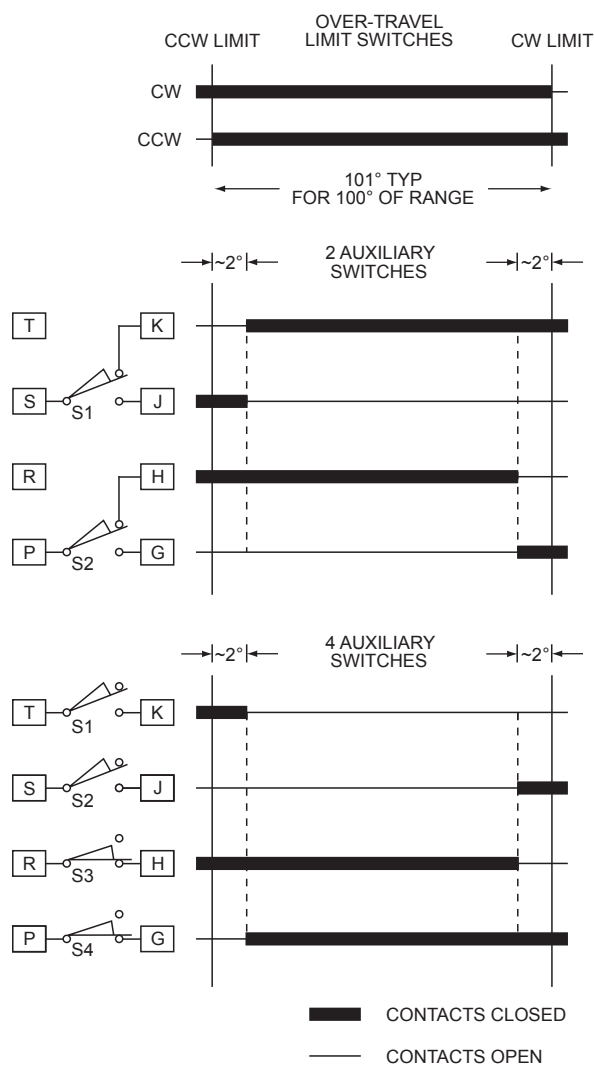 OVER-TRAVEL
LIMIT SWITCHES
CCW LIMIT
CW LIMIT
CW
CCW
101° TYP
FOR 100° OF RANGE
~2°
2 AUXILIARY
SWITCHES
~2°
T
K
S
S1
J
R
H
P
S2
G
~2°
4 AUXILIARY
SWITCHES
~2°
T
S1
K
S
S2
J
R
S3
H
P
S4
G
CONTACTS CLOSED
CONTACTS OPEN